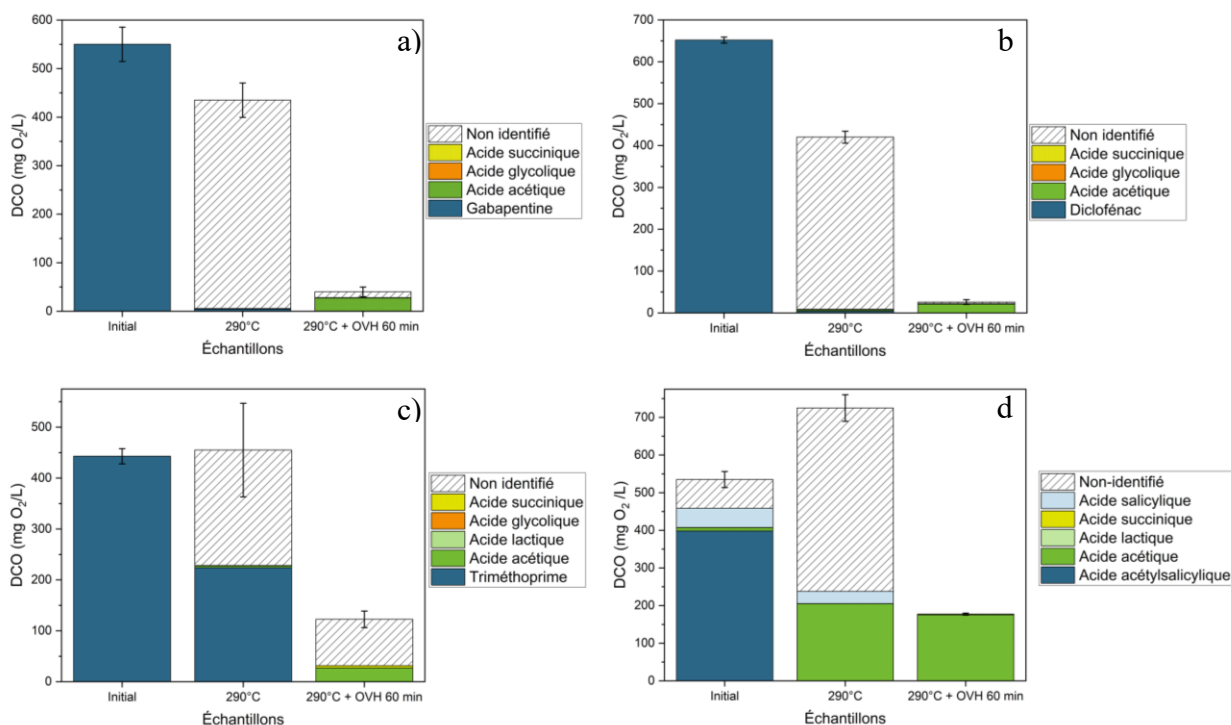 a)
600
500
400
300
200
100
0
DCO (mg O₂/L)
Initial
290°C
290°C + OVH 60 min
Échantillons
Non identifié
Acide succinique
Acide glycolique
Acide acétique
Gabapentine
b
700
600
500
400
300
200
100
0
DCO (mg O₂/L)
Initial
290°C
290°C + OVH 60 min
Échantillons
Non identifié
Acide succinique
Acide glycolique
Acide acétique
Diclofénac
c)
500
400
300
200
100
0
DCO (mg O₂/L)
Initial
290°C
290°C + OVH 60 min
Échantillons
Non identifié
Acide succinique
Acide glycolique
Acide lactique
Acide acétique
Triméthoprime
d
700
600
500
400
300
200
100
0
DCO (mg O₂ /L)
Initial
290°C
290°C + OVH 60 min
Échantillons
Non-identifié
Acide salicylique
Acide succinique
Acide lactique
Acide acétique
Acide acétylsalicylique